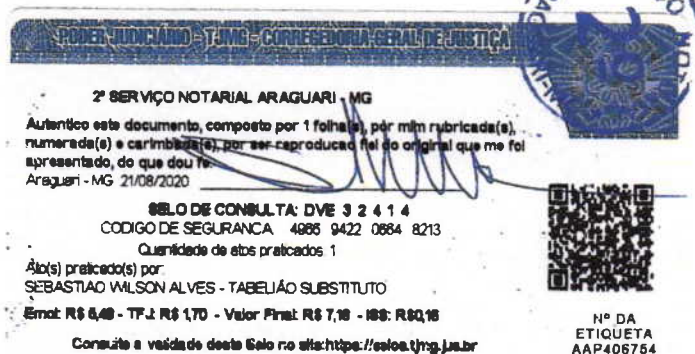 PODER JUDICIÁRIO - TJMG - CORREGEDORIA-GERAL DE JUSTIÇA
2º SERVIÇO NOTARIAL ARAGUARI - MG
Autentico este documento, composto por 1 folha(s), por mim rubricada(s),
numerada(s) e carimbada(s), por ser reproducao fiel do original que me foi
apresentado, do que dou fe.
Araguari - MG 21/08/2020
SELO DE CONSULTA: DVE 3 2 4 1 4
CODIGO DE SEGURANCA 4966 9422 0664 8213
Quantidade de atos praticados 1
Ato(s) praticado(s) por:
SEBASTIAO WILSON ALVES - TABELIÃO SUBSTITUTO
Emol: R$ 5,48 - TFJ: R$ 1,70 - Valor Final: R$ 7,18 - ISS: R$0,16
Consulte a validade deste Selo no site:https://selos.tjmg.jus.br
Nº DA
ETIQUETA
AAP406754